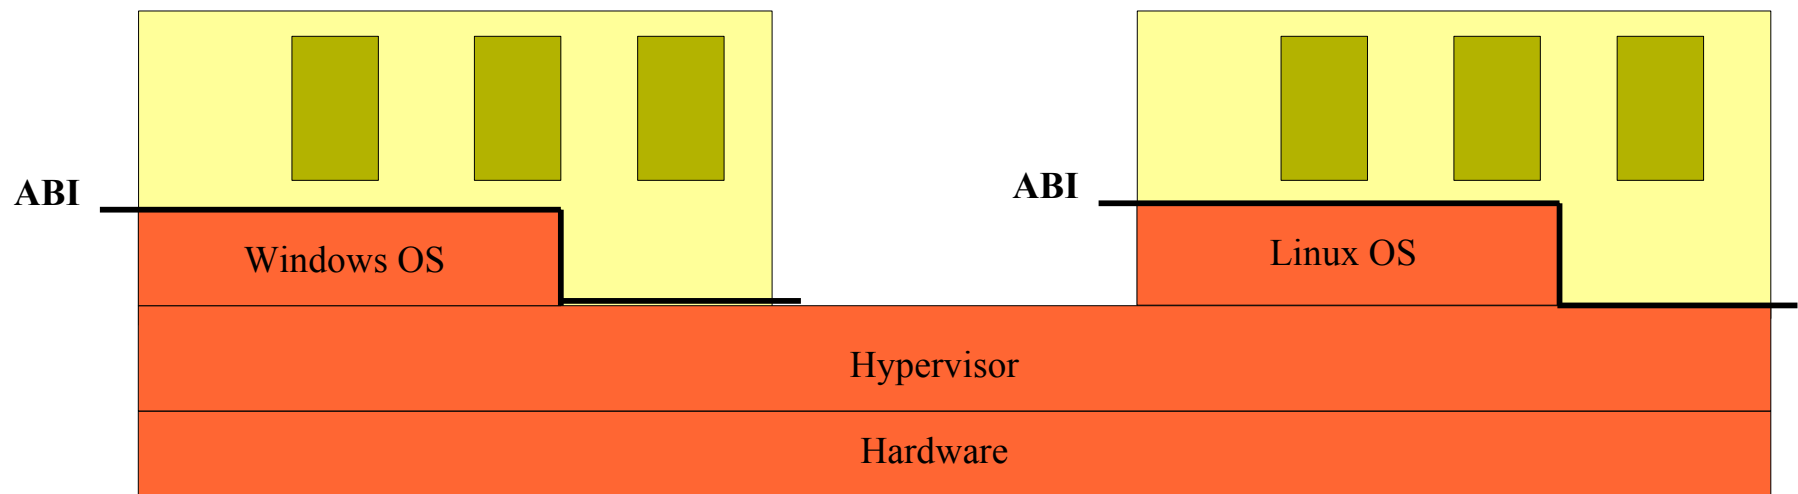 ABI
ABI
Windows OS
Linux OS
Hypervisor
Hardware